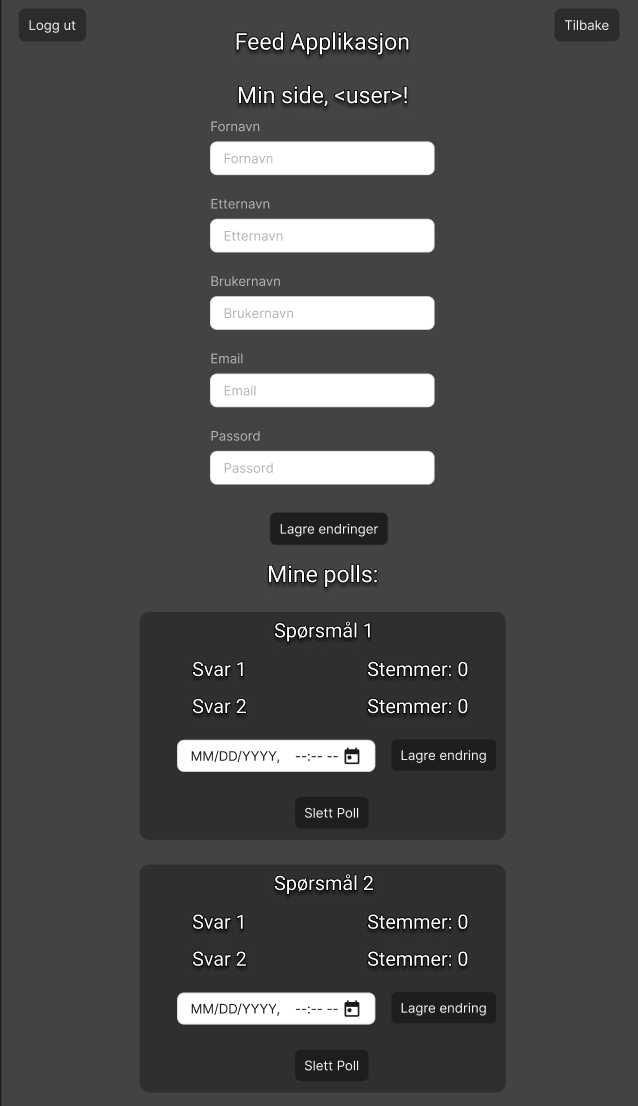 Logg ut
Tilbake
Feed Applikasjon
Min side, <user>!
Fornavn
Fornavn
Etternavn
Etternavn
Brukernavn
Brukernavn
Email
Email
Passord
Passord
Lagre endringer
Mine polls:
Spørsmål 1
Svar 1 Stemmer: 0
Svar 2 Stemmer: 0
MM/DD/YYYY, --:-- -- Lagre endring
Slett Poll
Spørsmål 2
Svar 1 Stemmer: 0
Svar 2 Stemmer: 0
MM/DD/YYYY, --:-- -- Lagre endring
Slett Poll